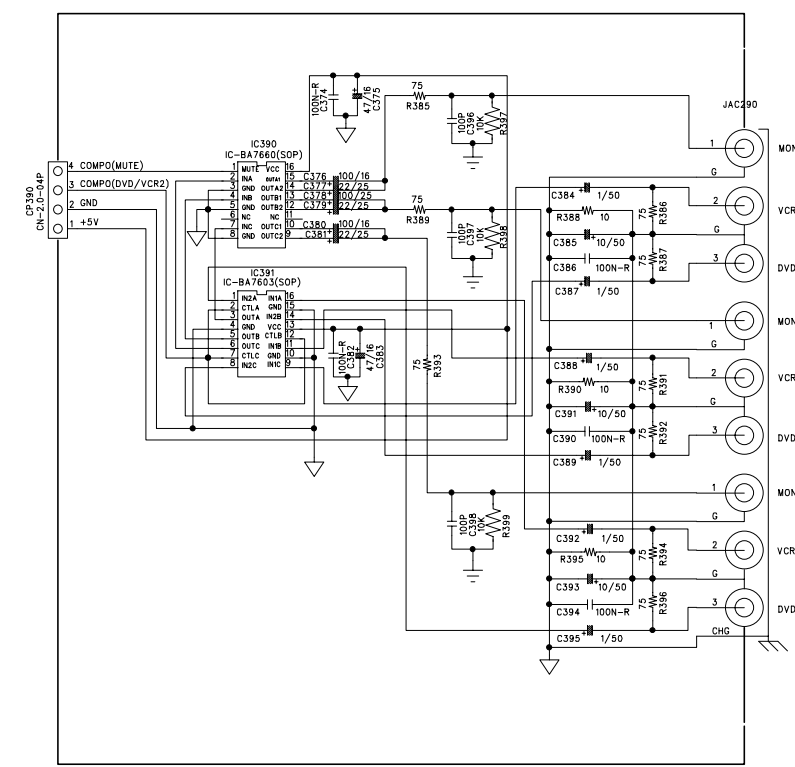 JAC290
CP390
CN-2.0-04P
4 COMPO(MUTE)
3 COMPO(DVD/VCR2)
2 GND
1 +5V
IC390
IC-BA7660(SOP)
1 MUTE VCC 16
2 INA OUTA1 15
3 GND OUTA2 14
4 INB OUTB1 13
5 GND OUTB2 12
6 NC NC 11
7 INC OUTC1 10
8 GND OUTC2 9
IC391
IC-BA7603(SOP)
1 IN2A IN1A 16
2 CTLA GND 15
3 OUTA IN2B 14
4 GND VCC 13
5 OUTB CTLB 12
6 OUTC IN1B 11
7 CTLC GND 10
8 IN2C IN1C 9
100N-R
C374
47/16
C375
+
75
R385
100P
C396
10K
R397
C376 100/16
C377+ 22/25
C378 100/16
C379+ 22/25
C380 100/16
C381+ 22/25
75
R389
100P
C397
10K
R398
100N-R
C382
47/16
C383
+
75
R393
100P
C398
10K
R399
1 MON
G
C384 + 1/50
R388 10
75
R386
2 VCR
G
C385 + 10/50
C386 100N-R
75
R387
3 DVD
C387 + 1/50
1 MON
G
C388 + 1/50
R390 10
75
R391
2 VCR
G
C391 + 10/50
C390 100N-R
75
R392
3 DVD
C389 + 1/50
1 MON
G
C392 + 1/50
R395 10
75
R394
2 VCR
G
C393 + 10/50
C394 100N-R
75
R396
3 DVD
C395 + 1/50
CHG